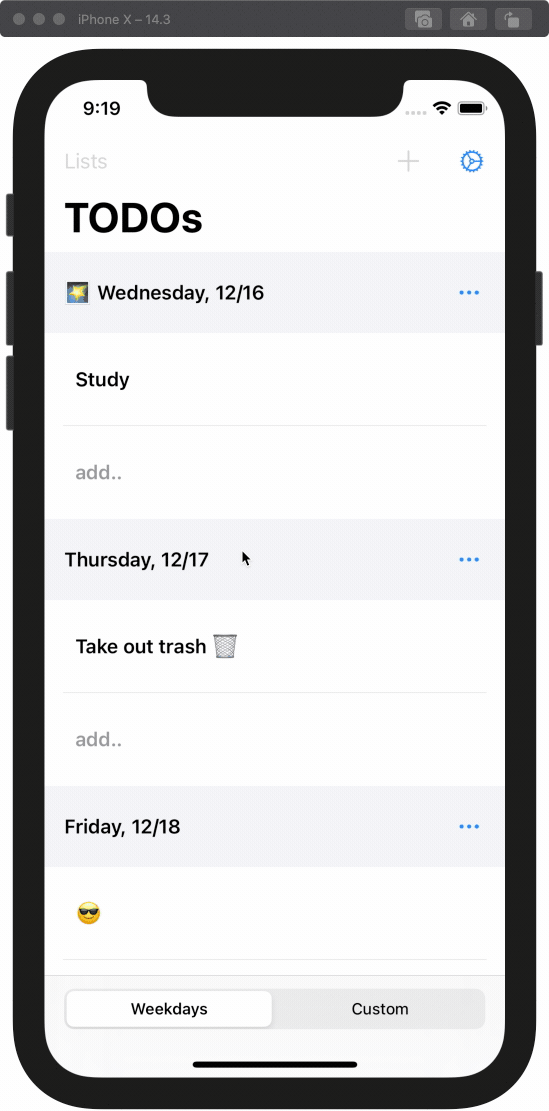 iPhone X – 14.3
9:19
Lists
TODOs
🌠 Wednesday, 12/16
Study
add..
Thursday, 12/17
Take out trash 🗑️
add..
Friday, 12/18
😎
Weekdays Custom